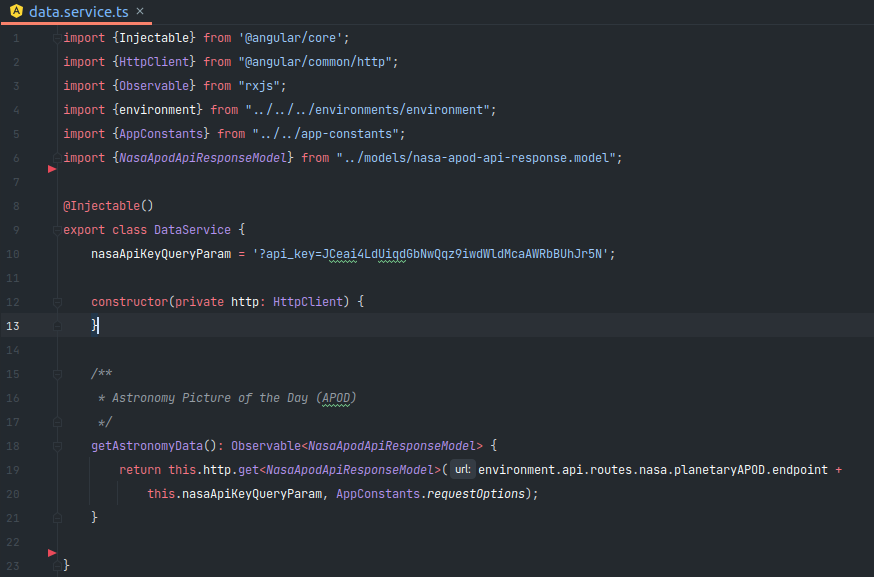 data.service.ts ×
1 import {Injectable} from '@angular/core';
2 import {HttpClient} from "@angular/common/http";
3 import {Observable} from "rxjs";
4 import {environment} from "../../../environments/environment";
5 import {AppConstants} from "../../app-constants";
6 import {NasaApodApiResponseModel} from "../models/nasa-apod-api-response.model";
7
8 @Injectable()
9 export class DataService {
10 nasaApiKeyQueryParam = '?api_key=JCeai4LdUiqdGbNwQqz9iwdWldMcaAWRbBUhJr5N';
11
12 constructor(private http: HttpClient) {
13 }
14
15 /**
16 * Astronomy Picture of the Day (APOD)
17 */
18 getAstronomyData(): Observable<NasaApodApiResponseModel> {
19 return this.http.get<NasaApodApiResponseModel>( url: environment.api.routes.nasa.planetaryAPOD.endpoint +
20 this.nasaApiKeyQueryParam, AppConstants.requestOptions);
21 }
22
23 }